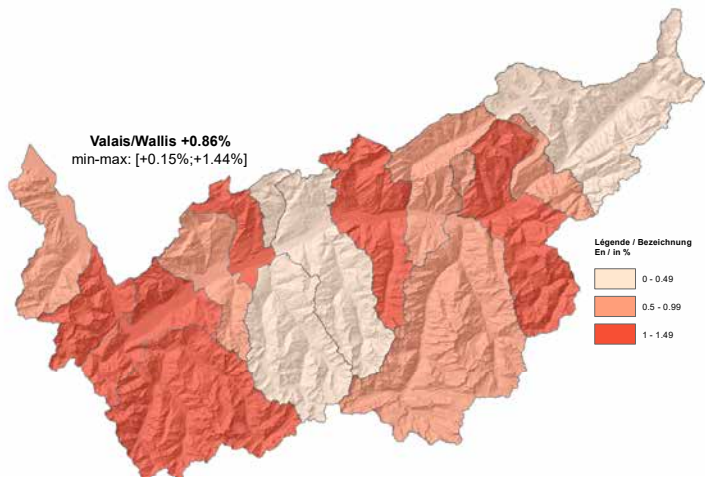 Valais/Wallis +0.86%
min-max: [+0.15%;+1.44%]
Légende / Bezeichnung
En / in %
0 - 0.49
0.5 - 0.99
1 - 1.49